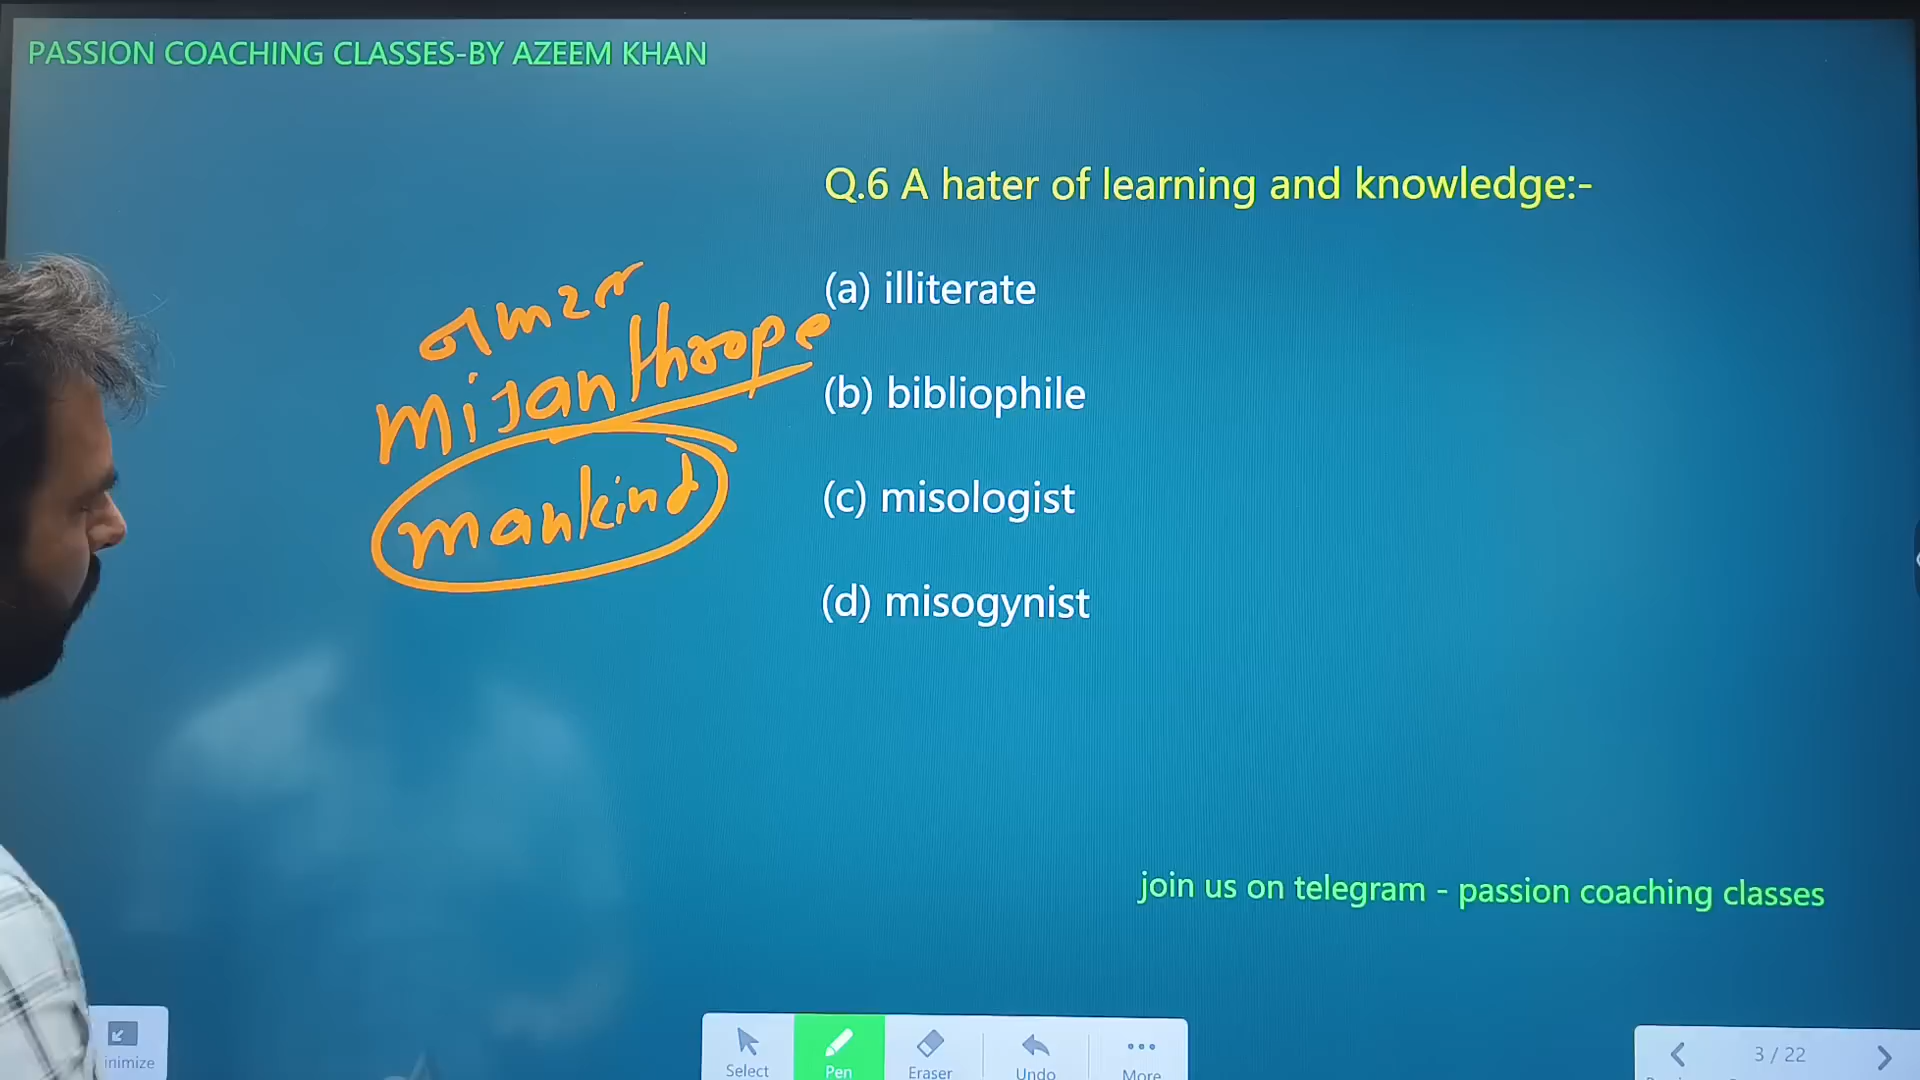 PASSION COACHING CLASSES-BY AZEEM KHAN
Q.6 A hater of learning and knowledge:-
(a) illiterate
(b) bibliophile
(c) misologist
(d) misogynist
misanthrope
mankind
join us on telegram - passion coaching classes
inimize
Select
Pen
Eraser
Undo
More
3 / 22